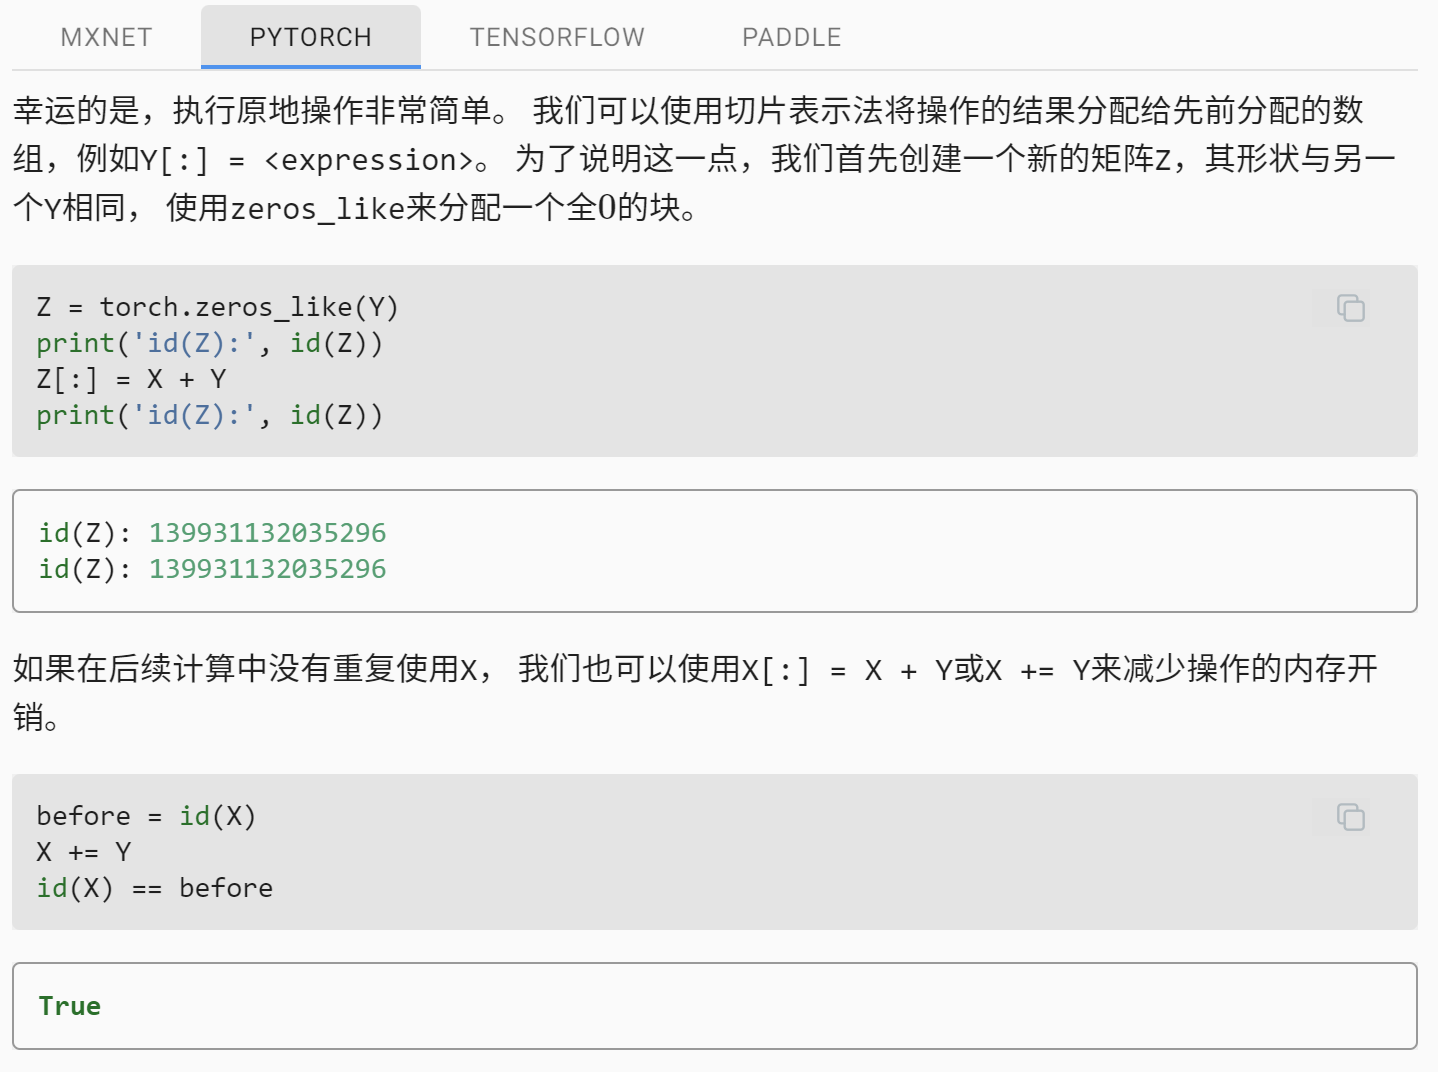 MXNET PYTORCH TENSORFLOW PADDLE
幸运的是，执行原地操作非常简单。 我们可以使用切片表示法将操作的结果分配给先前分配的数
组，例如Y[:] = <expression>。 为了说明这一点，我们首先创建一个新的矩阵Z，其形状与另一
个Y相同， 使用zeros_like来分配一个全0的块。
Z = torch.zeros_like(Y)
print('id(Z):', id(Z))
Z[:] = X + Y
print('id(Z):', id(Z))
id(Z): 139931132035296
id(Z): 139931132035296
如果在后续计算中没有重复使用X， 我们也可以使用X[:] = X + Y或X += Y来减少操作的内存开
销。
before = id(X)
X += Y
id(X) == before
True